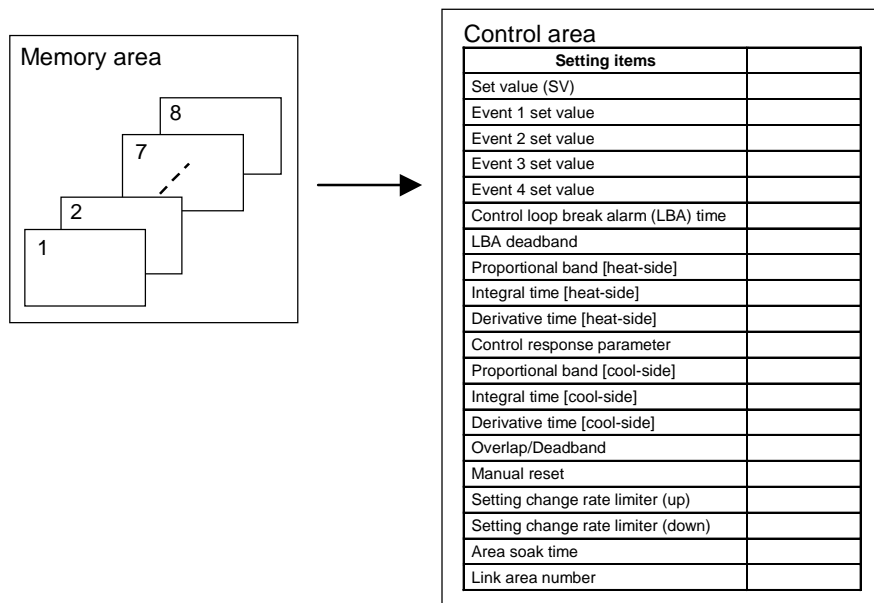 Memory area
8
7
2
1
Control area
Setting items
Set value (SV)
Event 1 set value
Event 2 set value
Event 3 set value
Event 4 set value
Control loop break alarm (LBA) time
LBA deadband
Proportional band [heat-side]
Integral time [heat-side]
Derivative time [heat-side]
Control response parameter
Proportional band [cool-side]
Integral time [cool-side]
Derivative time [cool-side]
Overlap/Deadband
Manual reset
Setting change rate limiter (up)
Setting change rate limiter (down)
Area soak time
Link area number